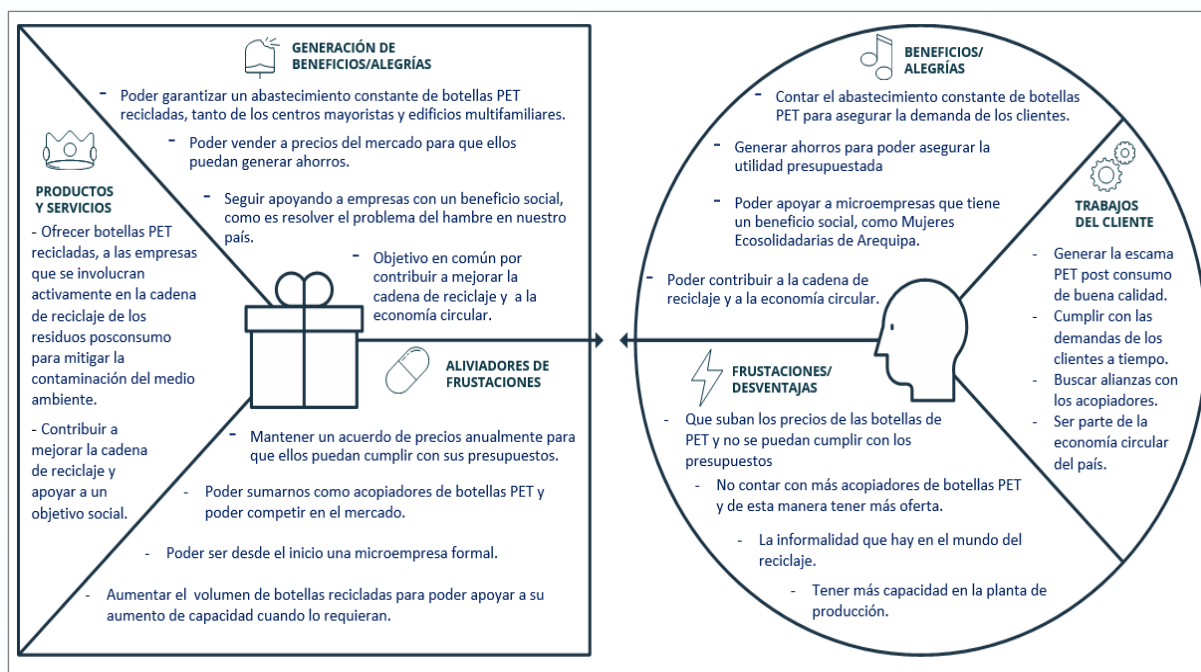 GENERACIÓN DE
BENEFICIOS/ALEGRÍAS
- Poder garantizar un abastecimiento constante de botellas PET
recicladas, tanto de los centros mayoristas y edificios multifamiliares.
- Poder vender a precios del mercado para que ellos
puedan generar ahorros.
- Seguir apoyando a empresas con un beneficio social,
como es resolver el problema del hambre en nuestro
país.
- Objetivo en común por
contribuir a mejorar la
cadena de reciclaje y a la
economía circular.
PRODUCTOS
Y SERVICIOS
- Ofrecer botellas PET
recicladas, a las empresas
que se involucran
activamente en la cadena
de reciclaje de los
residuos posconsumo
para mitigar la
contaminación del medio
ambiente.
- Contribuir a
mejorar la cadena
de reciclaje y
apoyar a un
objetivo social.
ALIVIADORES DE
FRUSTACIONES
- Mantener un acuerdo de precios anualmente para
que ellos puedan cumplir con sus presupuestos.
- Poder sumarnos como acopiadores de botellas PET y
poder competir en el mercado.
- Poder ser desde el inicio una microempresa formal.
- Aumentar el volumen de botellas recicladas para poder apoyar a su
aumento de capacidad cuando lo requieran.
BENEFICIOS/
ALEGRÍAS
- Contar el abastecimiento constante de botellas
PET para asegurar la demanda de los clientes.
- Generar ahorros para poder asegurar la
utilidad presupuestada
- Poder apoyar a microempresas que tiene
un beneficio social, como Mujeres
Ecosolidadarias de Arequipa.
- Poder contribuir a la cadena de
reciclaje y a la economía circular.
FRUSTACIONES/
DESVENTAJAS
- Que suban los precios de las botellas de
PET y no se puedan cumplir con los
presupuestos
- No contar con más acopiadores de botellas PET
y de esta manera tener más oferta.
- La informalidad que hay en el mundo del
reciclaje.
- Tener más capacidad en la planta de
producción.
TRABAJOS
DEL CLIENTE
- Generar la escama
PET post consumo
de buena calidad.
- Cumplir con las
demandas de los
clientes a tiempo.
- Buscar alianzas con
los acopiadores.
- Ser parte de la
economía circular
del país.